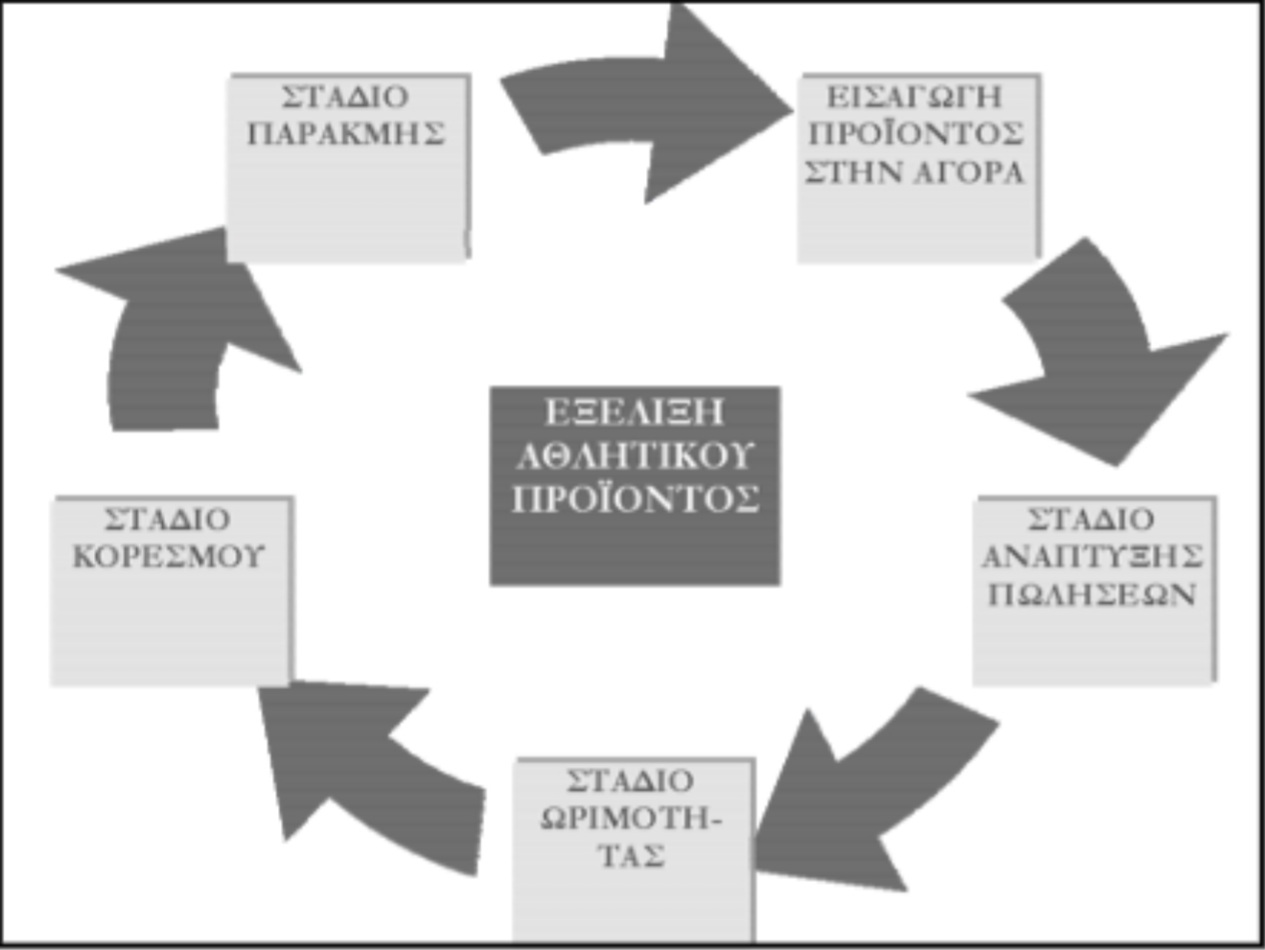 ΣΤΑΔΙΟ
ΠΑΡΑΚΜΗΣ
ΕΙΣΑΓΩΓΗ
ΠΡΟΪΟΝΤΟΣ
ΣΤΗΝ ΑΓΟΡΑ
ΕΞΕΛΙΞΗ
ΑΘΛΗΤΙΚΟΥ
ΠΡΟΪΟΝΤΟΣ
ΣΤΑΔΙΟ
ΚΟΡΕΣΜΟΥ
ΣΤΑΔΙΟ
ΑΝΑΠΤΥΞΗΣ
ΠΩΛΗΣΕΩΝ
ΣΤΑΔΙΟ
ΩΡΙΜΟΤΗ-
ΤΑΣ